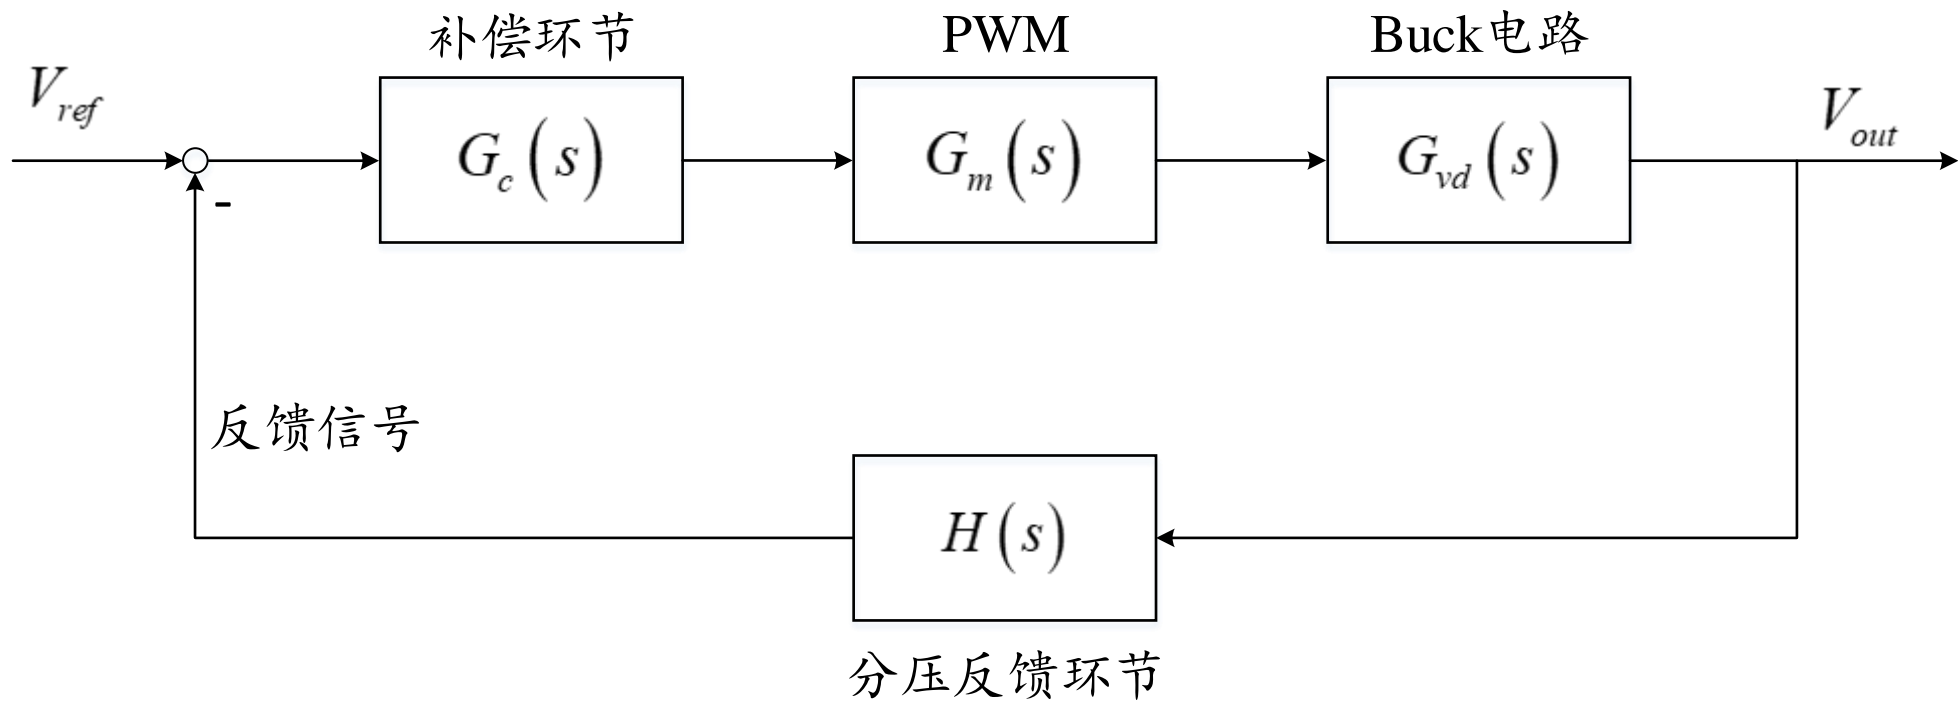 补偿环节
PWM
Buck电路
V_ref
G_c(s)
G_m(s)
G_vd(s)
V_out
-
反馈信号
H(s)
分压反馈环节